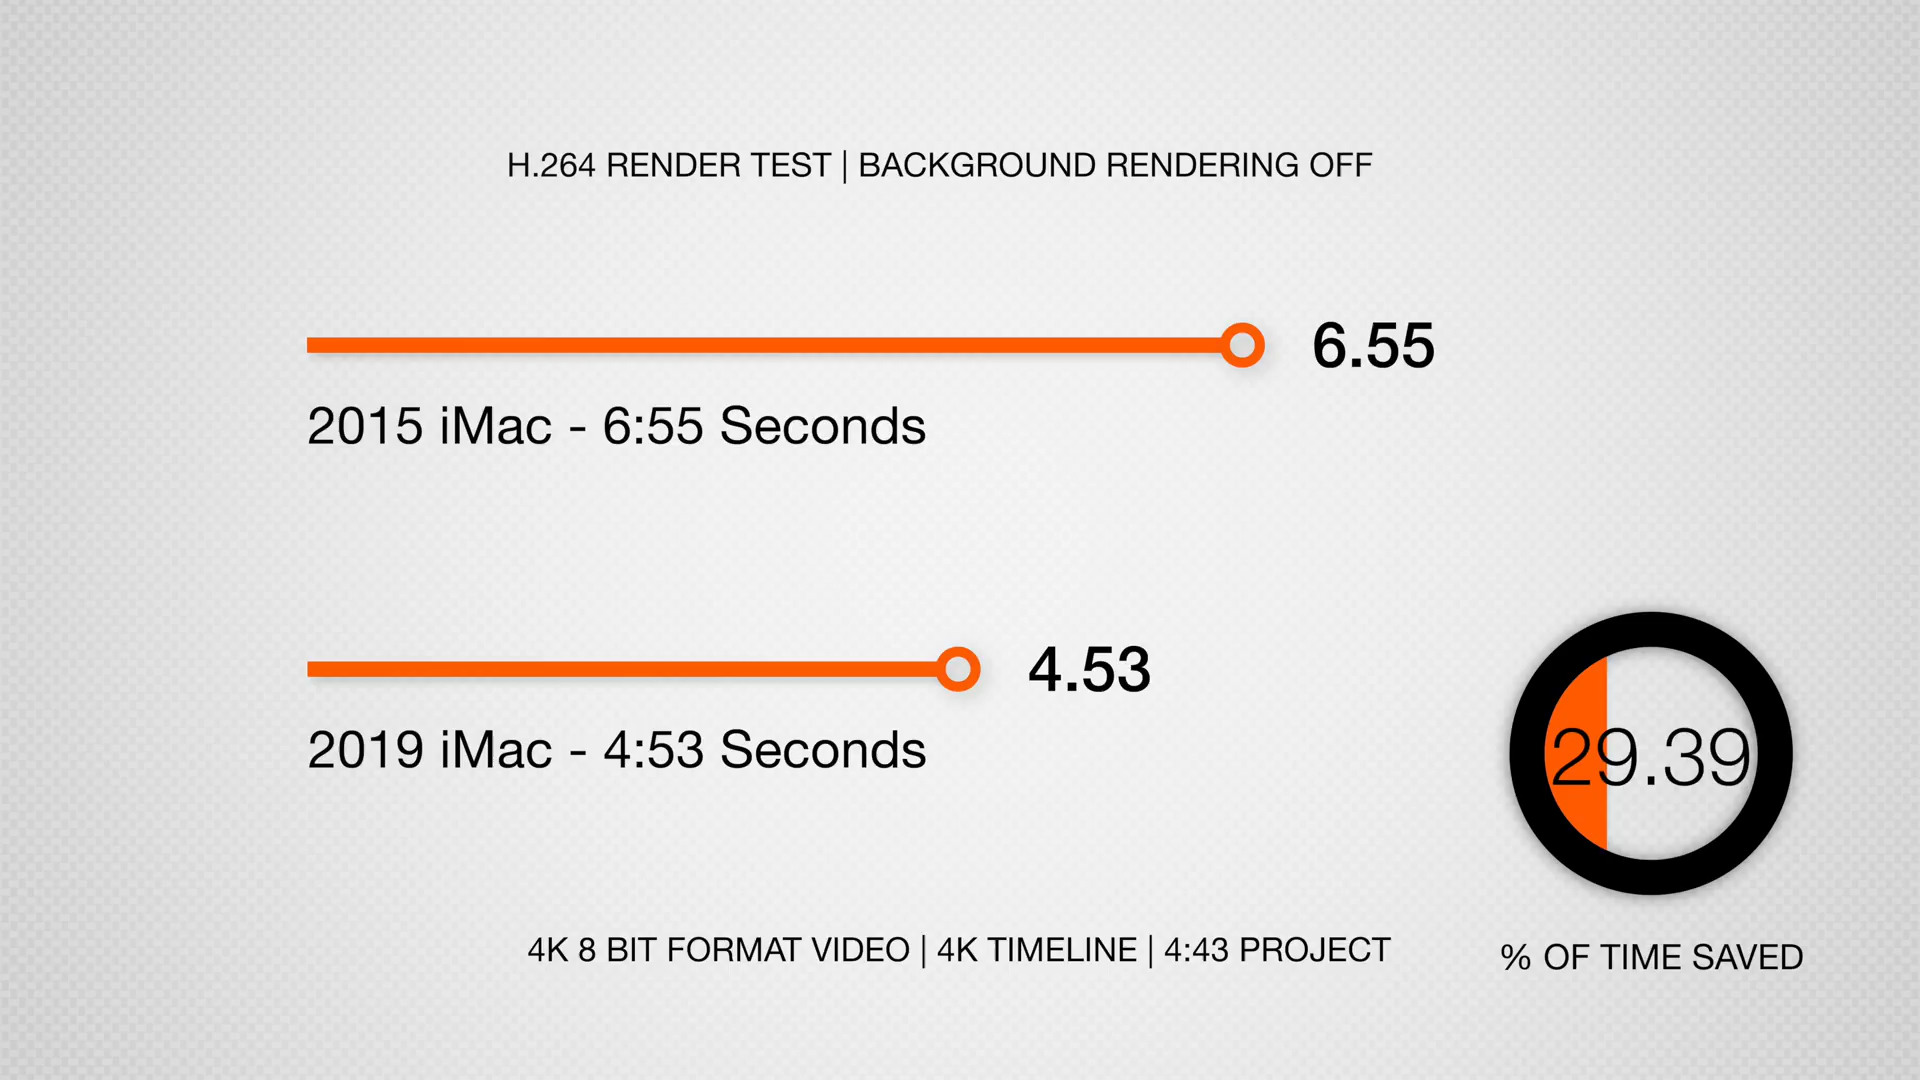 H.264 RENDER TEST | BACKGROUND RENDERING OFF
6.55
2015 iMac - 6:55 Seconds
4.53
2019 iMac - 4:53 Seconds
29.39
4K 8 BIT FORMAT VIDEO | 4K TIMELINE | 4:43 PROJECT
% OF TIME SAVED